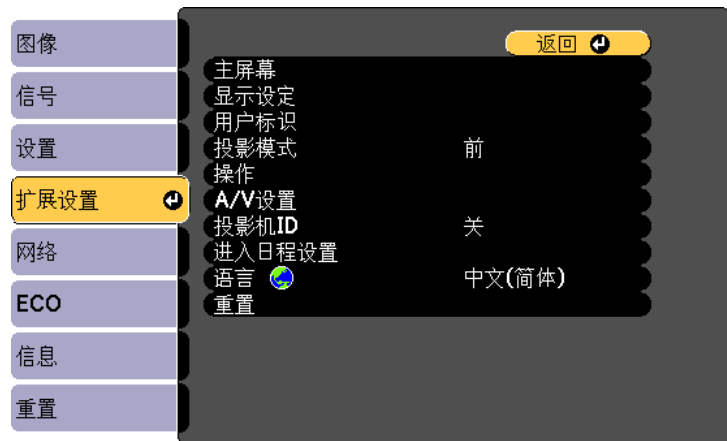 图像
信号
设置
扩展设置
网络
ECO
信息
重置
返回
主屏幕
显示设定
用户标识
投影模式 前
操作
A/V设置
投影机ID 关
进入日程设置
语言 中文(简体)
重置